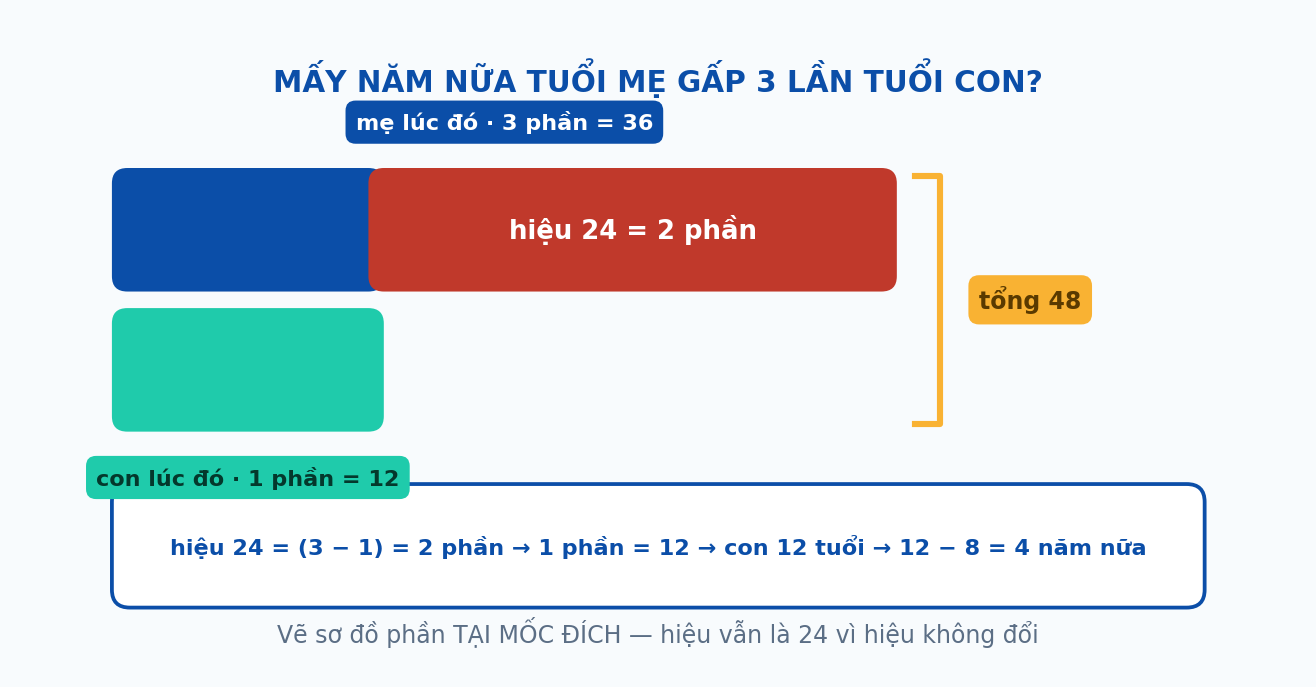 MẤY NĂM NỮA TUỔI MẸ GẤP 3 LẦN TUỔI CON?
mẹ lúc đó · 3 phần = 36
hiệu 24 = 2 phần
tổng 48
con lúc đó · 1 phần = 12
hiệu 24 = (3 − 1) = 2 phần → 1 phần = 12 → con 12 tuổi → 12 − 8 = 4 năm nữa
Vẽ sơ đồ phần TẠI MỐC ĐÍCH — hiệu vẫn là 24 vì hiệu không đổi